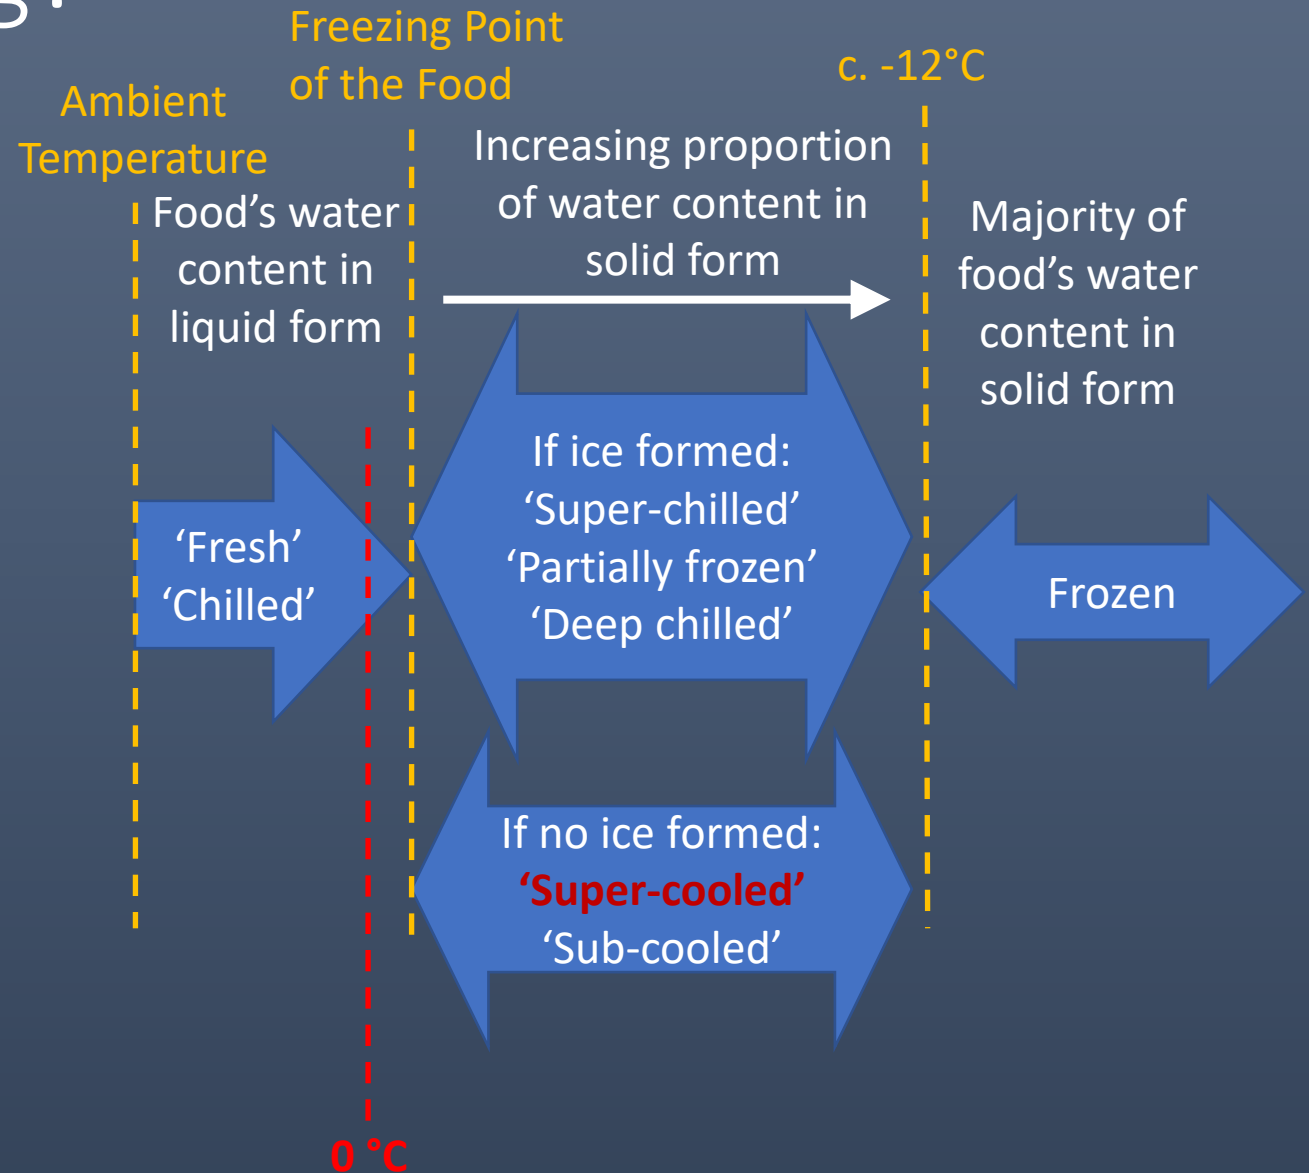 g?
Freezing Point
of the Food
c. -12°C
Ambient
Temperature
Increasing proportion
of water content in
solid form
Food’s water
content in
liquid form
Majority of
food’s water
content in
solid form
‘Fresh’
‘Chilled’
If ice formed:
‘Super-chilled’
‘Partially frozen’
‘Deep chilled’
Frozen
If no ice formed:
‘Super-cooled’
‘Sub-cooled’
0 °C